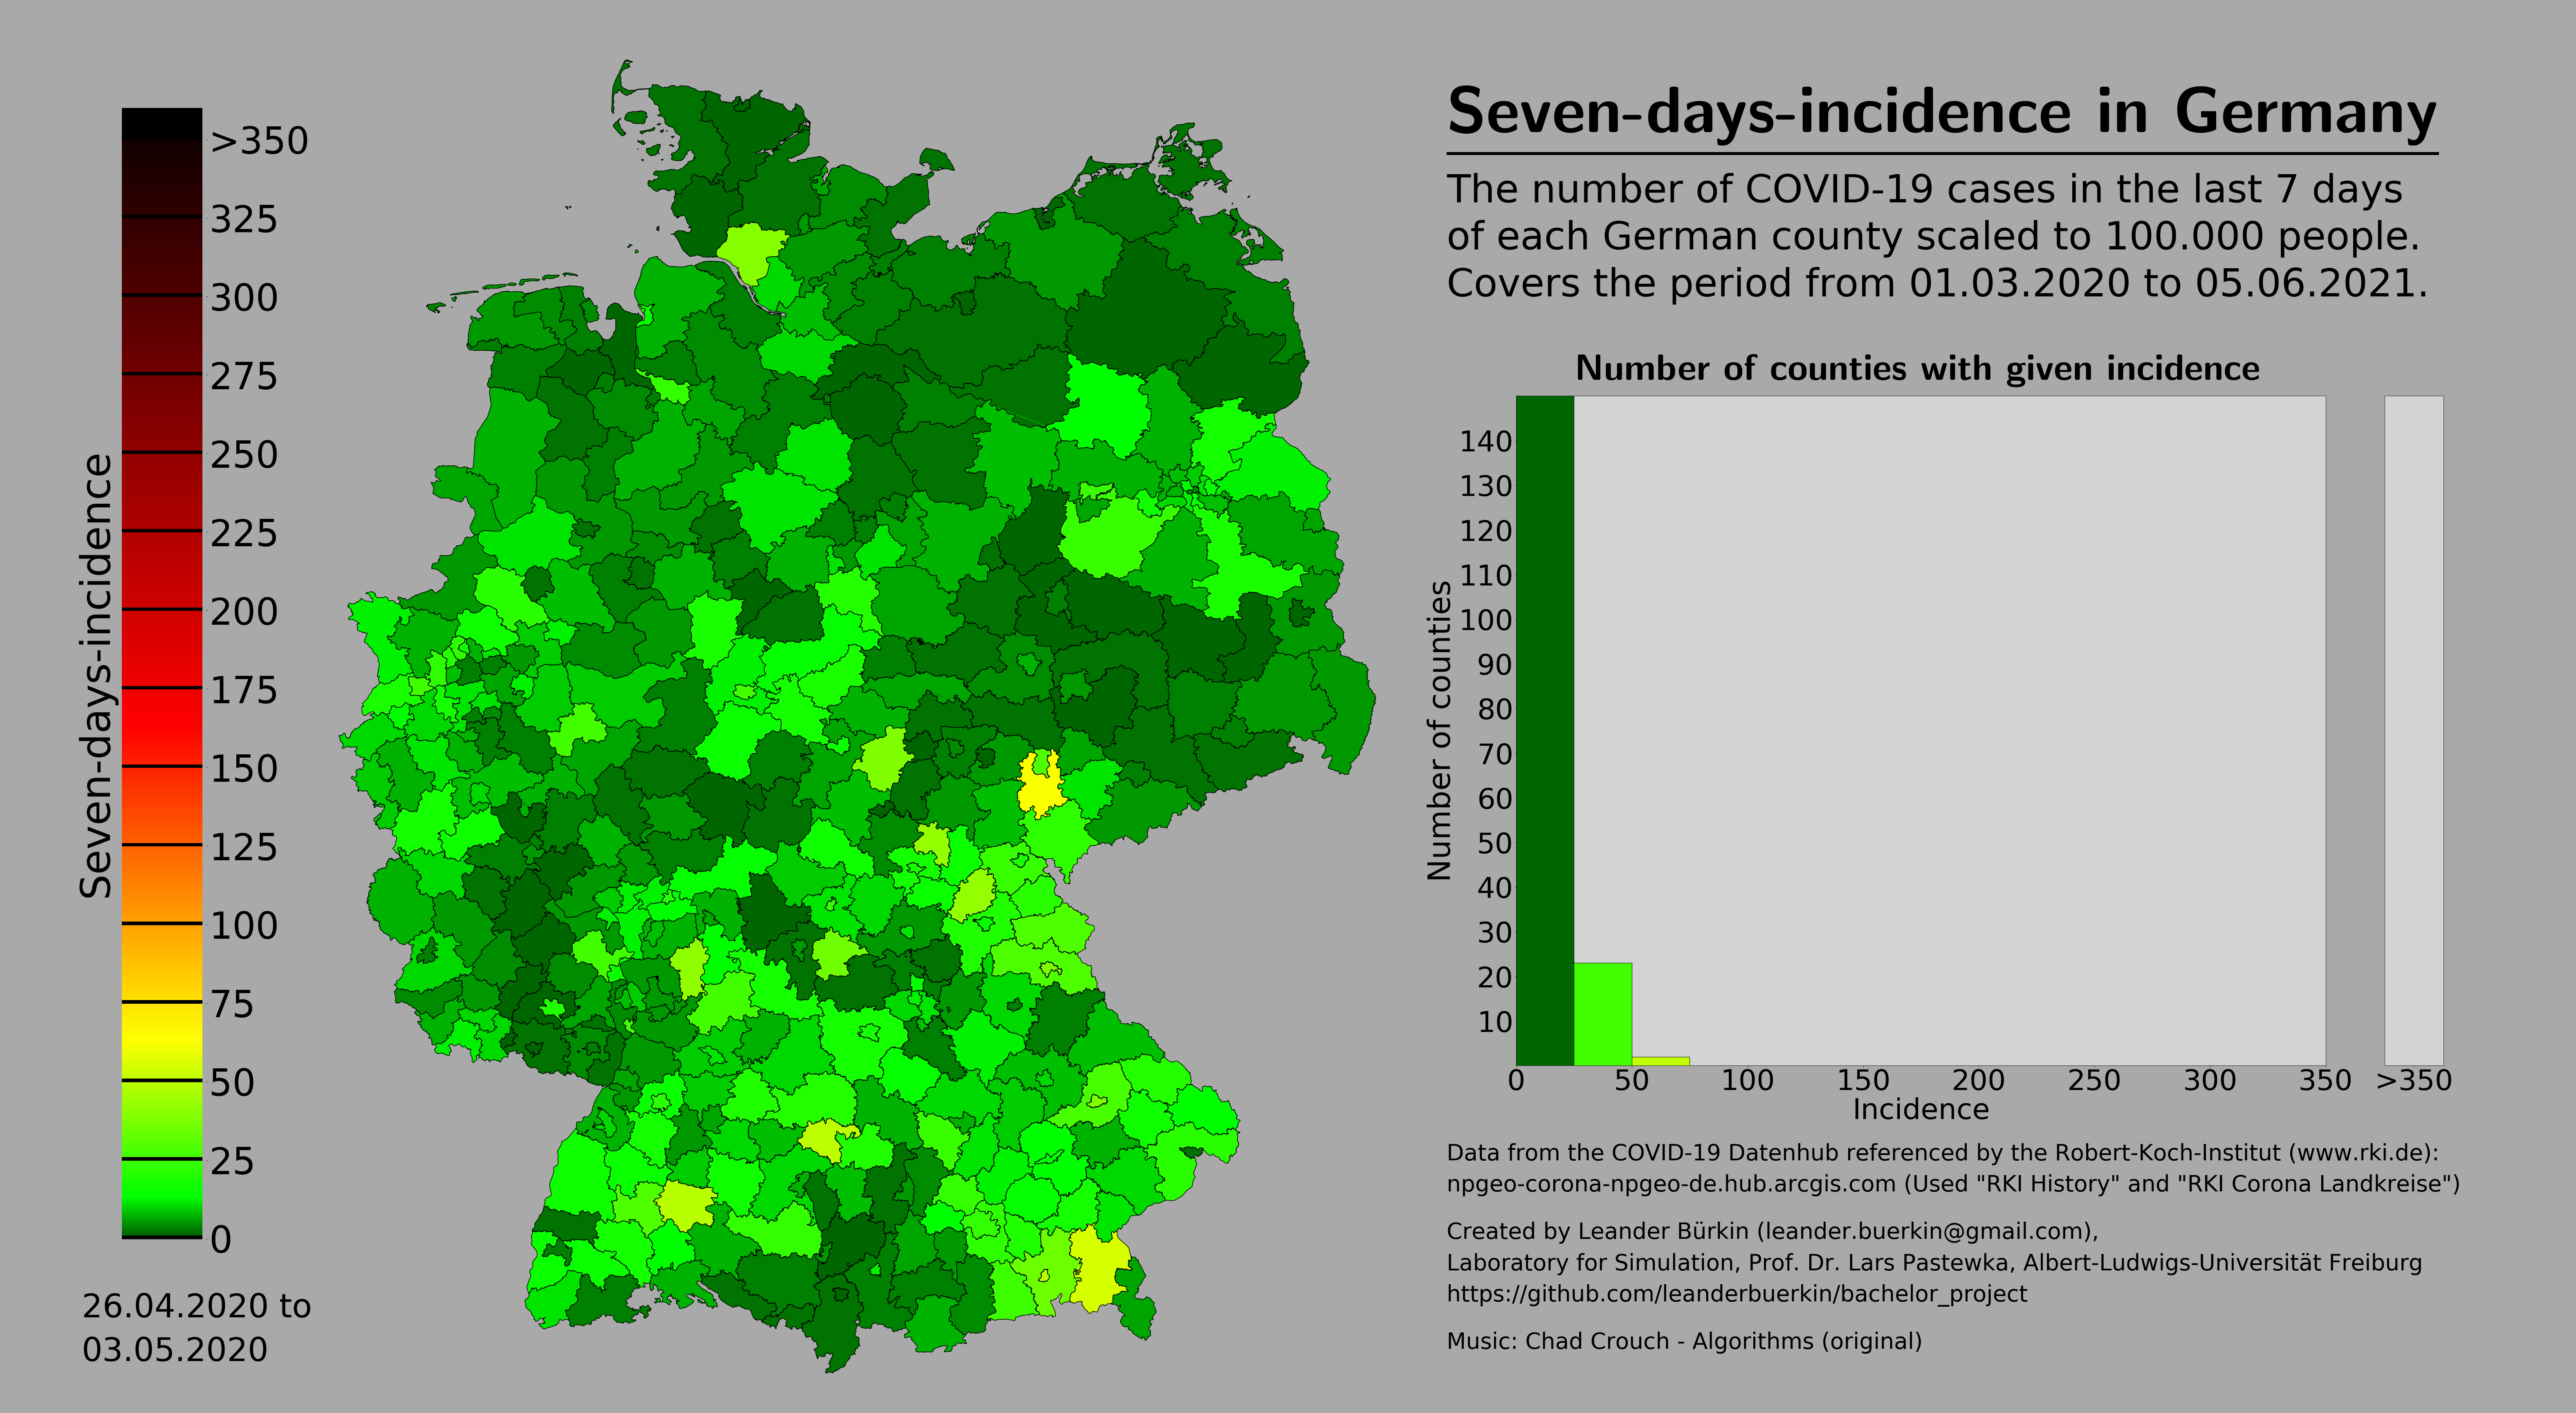 Seven-days-incidence in Germany
The number of COVID-19 cases in the last 7 days
of each German county scaled to 100.000 people.
Covers the period from 01.03.2020 to 05.06.2021.
Seven-days-incidence
>350
325
300
275
250
225
200
175
150
125
100
75
50
25
0
26.04.2020 to
03.05.2020
Number of counties with given incidence
Number of counties
140
130
120
110
100
90
80
70
60
50
40
30
20
10
0 50 100 150 200 250 300 350 >350
Incidence
Data from the COVID-19 Datenhub referenced by the Robert-Koch-Institut (www.rki.de):
npgeo-corona-npgeo-de.hub.arcgis.com (Used "RKI History" and "RKI Corona Landkreise")
Created by Leander Bürkin (leander.buerkin@gmail.com),
Laboratory for Simulation, Prof. Dr. Lars Pastewka, Albert-Ludwigs-Universität Freiburg
https://github.com/leanderbuerkin/bachelor_project
Music: Chad Crouch - Algorithms (original)